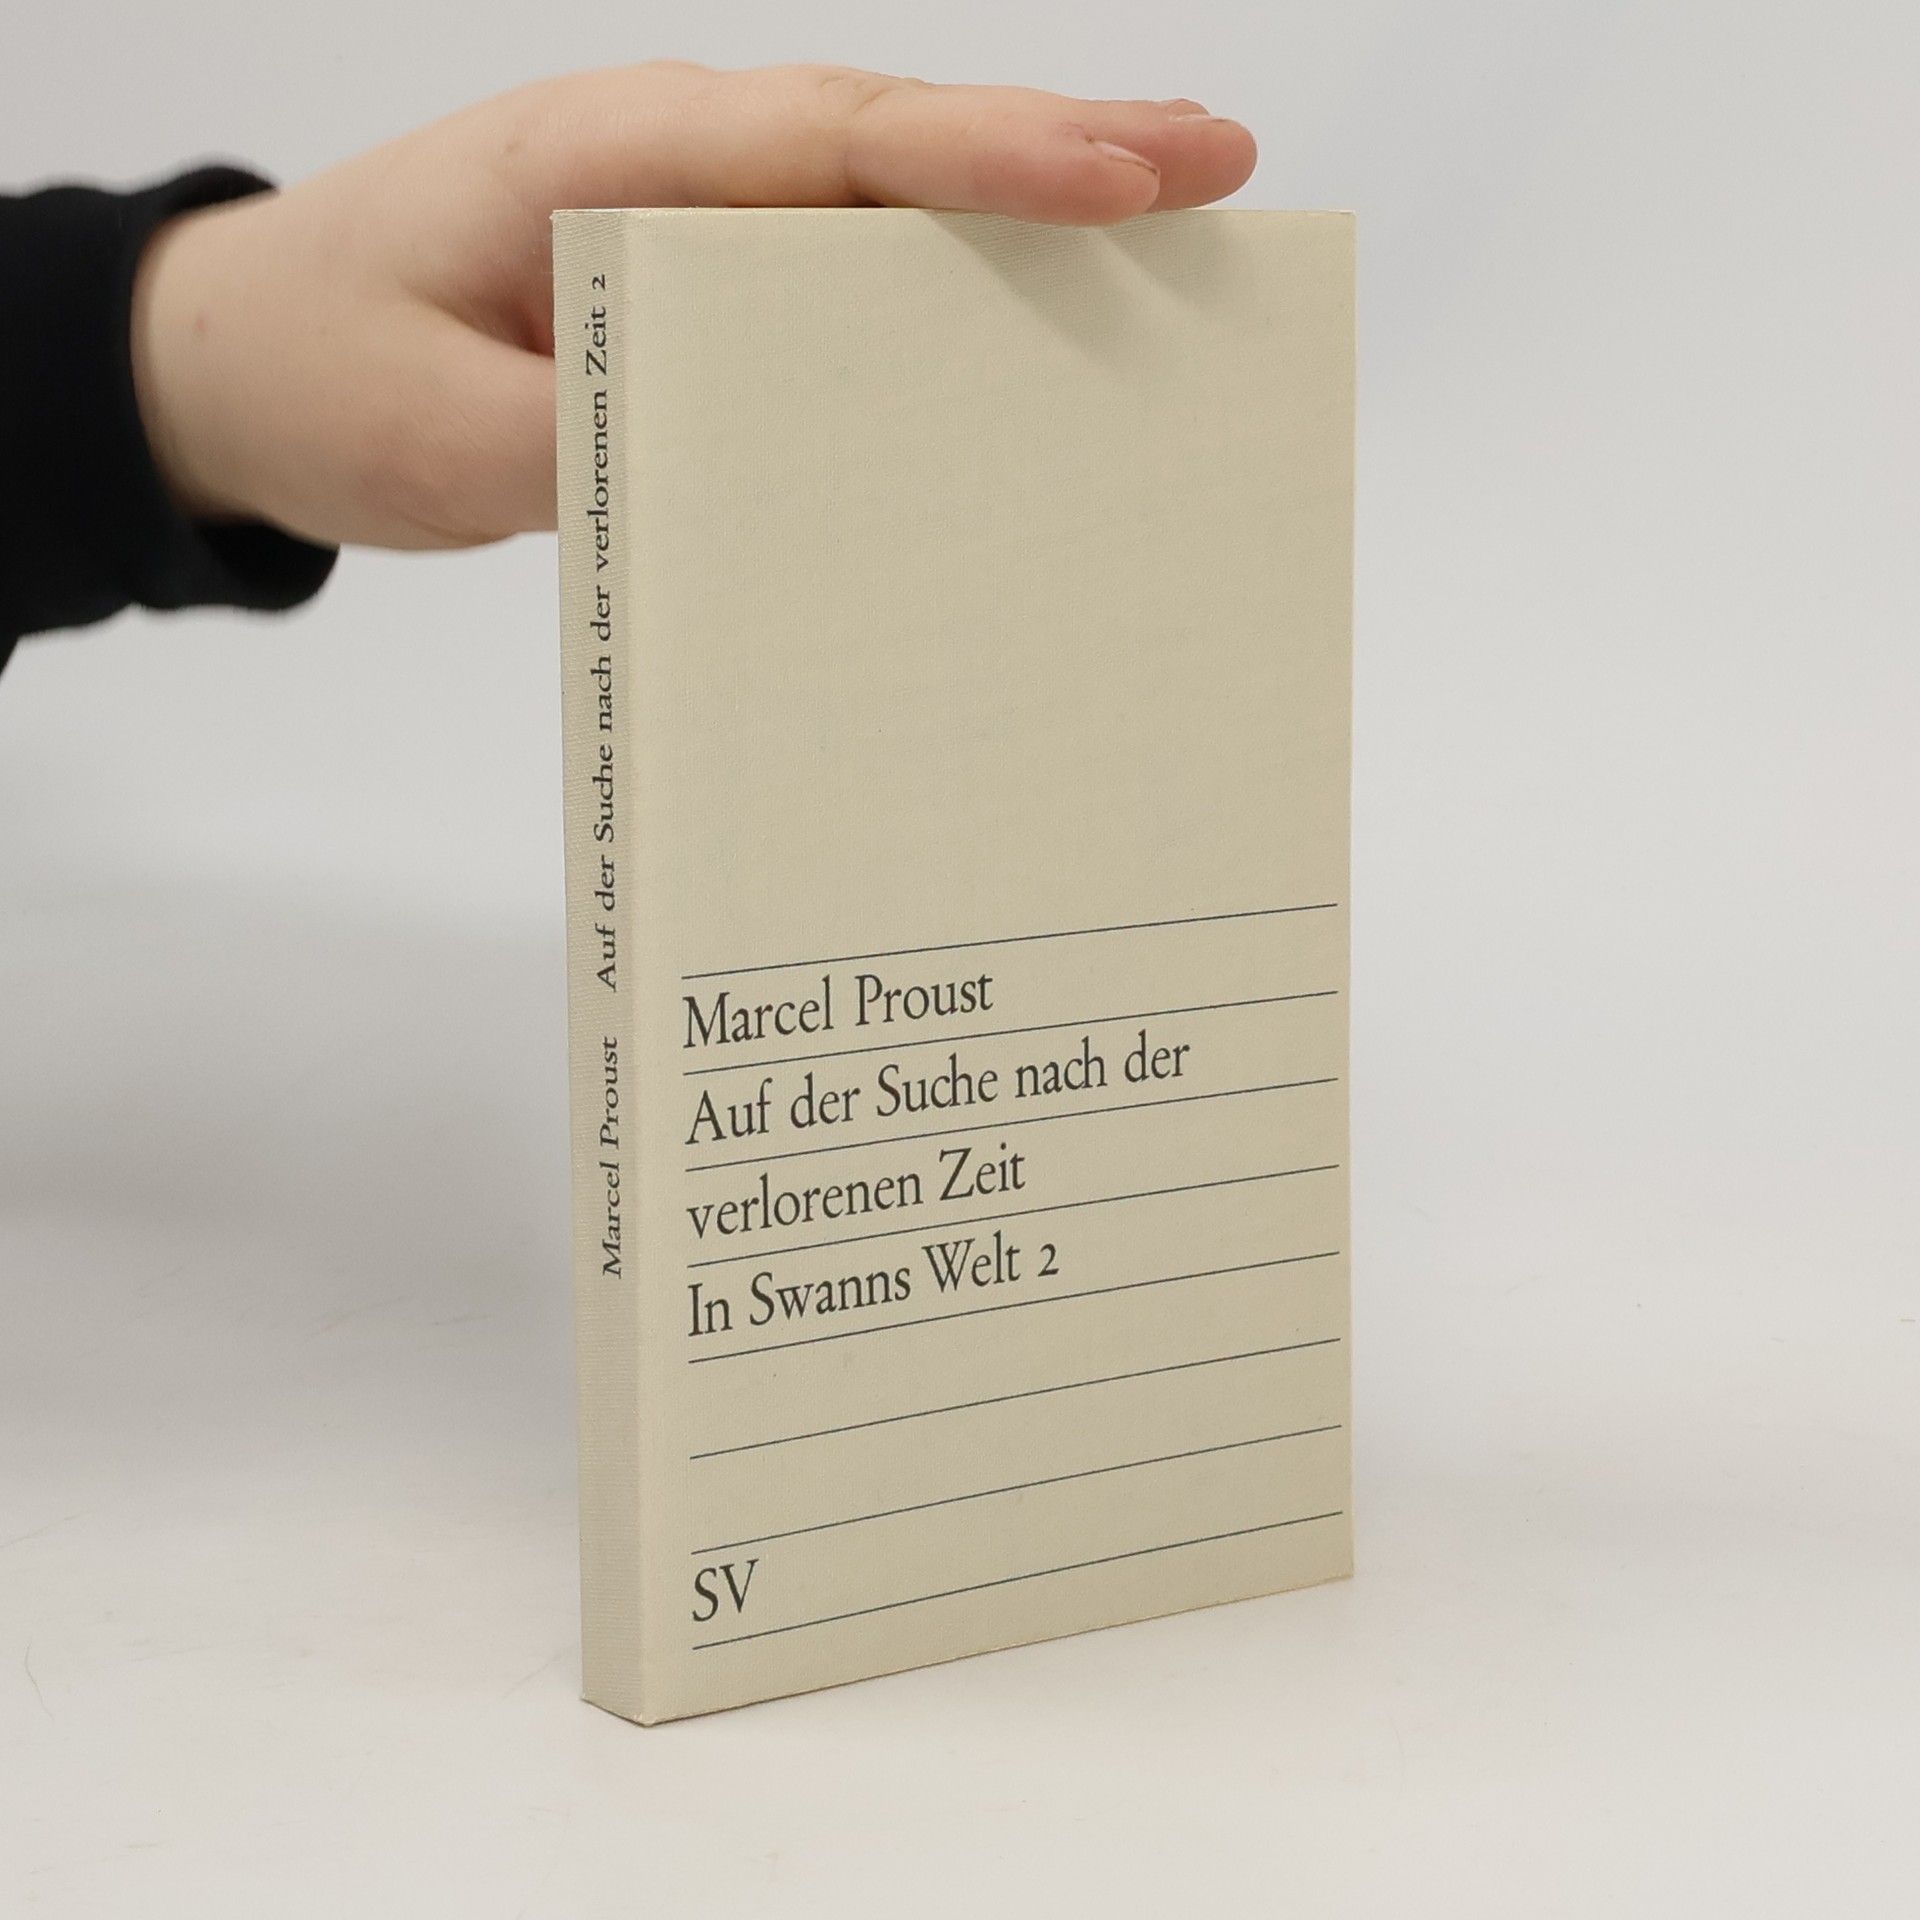 Marcel Proust Auf der Suche nach der verlorenen Zeit 2
Marcel Proust
Auf der Suche nach der
verlorenen Zeit
In Swanns Welt 2
SV